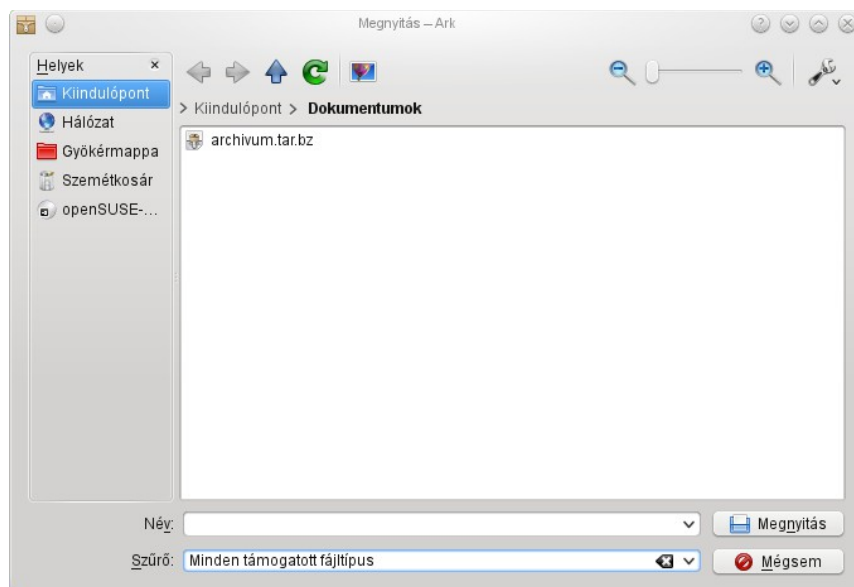 Megnyitás – Ark
Helyek
Kiindulópont
Hálózat
Gyökérmappa
Szemétkosár
openSUSE-...
> Kiindulópont > Dokumentumok
archivum.tar.bz
Név:
Megnyitás
Szűrő: Minden támogatott fájltípus
Mégsem